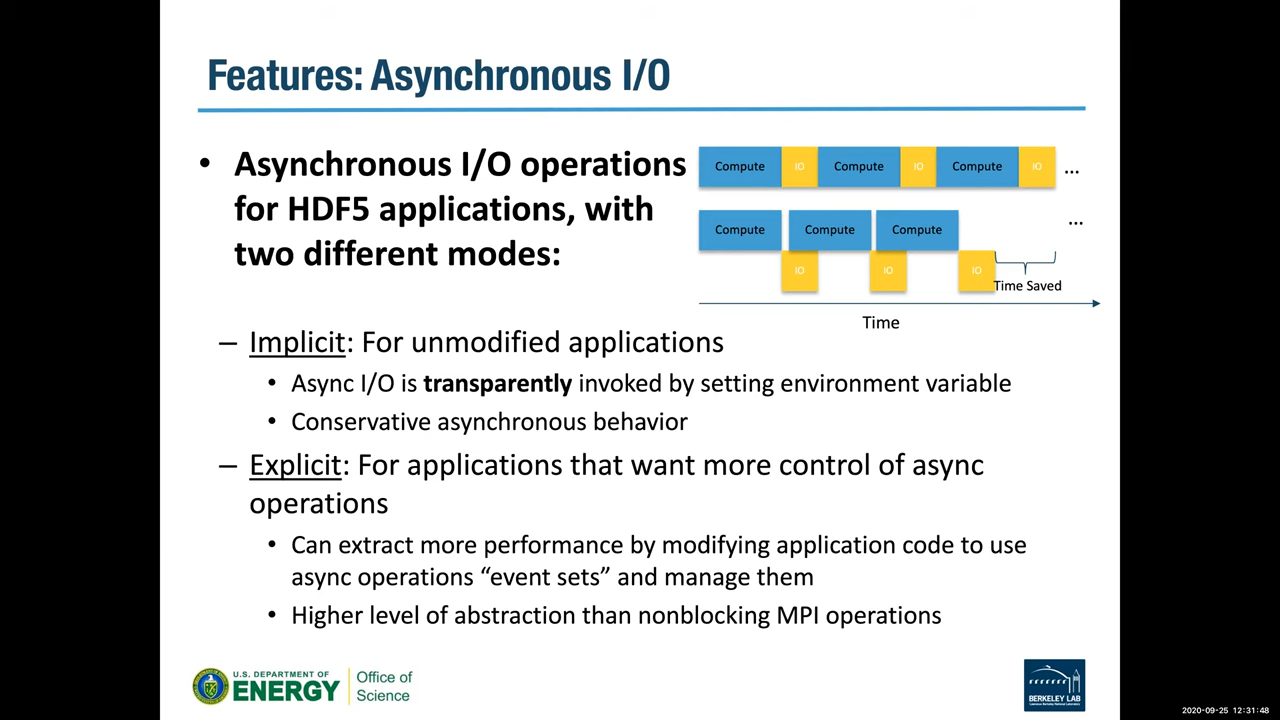 Features: Asynchronous I/O
• Asynchronous I/O operations
for HDF5 applications, with
two different modes:
Compute IO Compute IO Compute IO ...
Compute Compute Compute ...
IO IO IO
Time Saved
Time
– Implicit: For unmodified applications
• Async I/O is transparently invoked by setting environment variable
• Conservative asynchronous behavior
– Explicit: For applications that want more control of async
operations
• Can extract more performance by modifying application code to use
async operations “event sets” and manage them
• Higher level of abstraction than nonblocking MPI operations
U.S. DEPARTMENT OF
ENERGY
Office of
Science
BERKELEY LAB
Lawrence Berkeley National Laboratory
2020-09-25 12:31:48